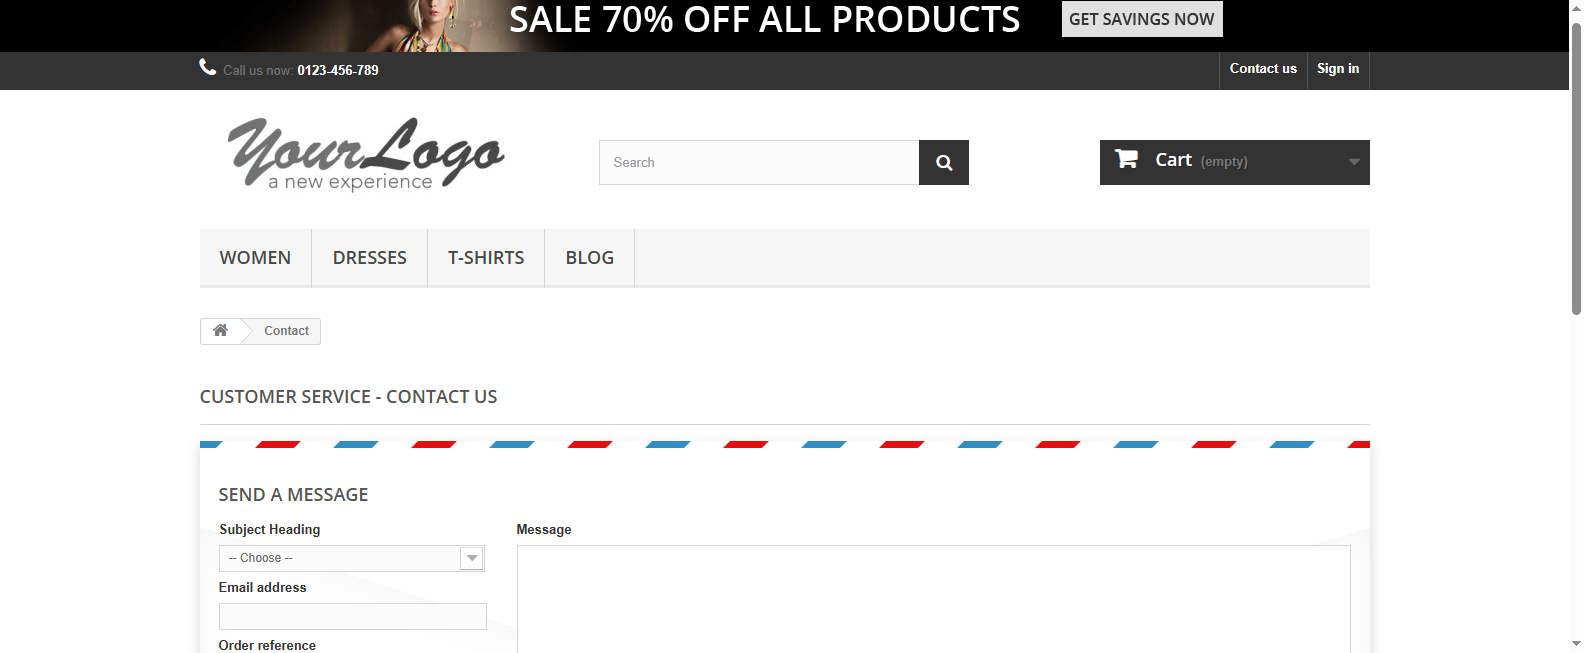 SALE 70% OFF ALL PRODUCTS
GET SAVINGS NOW
Call us now: 0123-456-789
Contact us
Sign in
YourLogo
a new experience
Search
Cart (empty)
WOMEN
DRESSES
T-SHIRTS
BLOG
Contact
CUSTOMER SERVICE - CONTACT US
SEND A MESSAGE
Subject Heading
-- Choose --
Email address
Order reference
Message